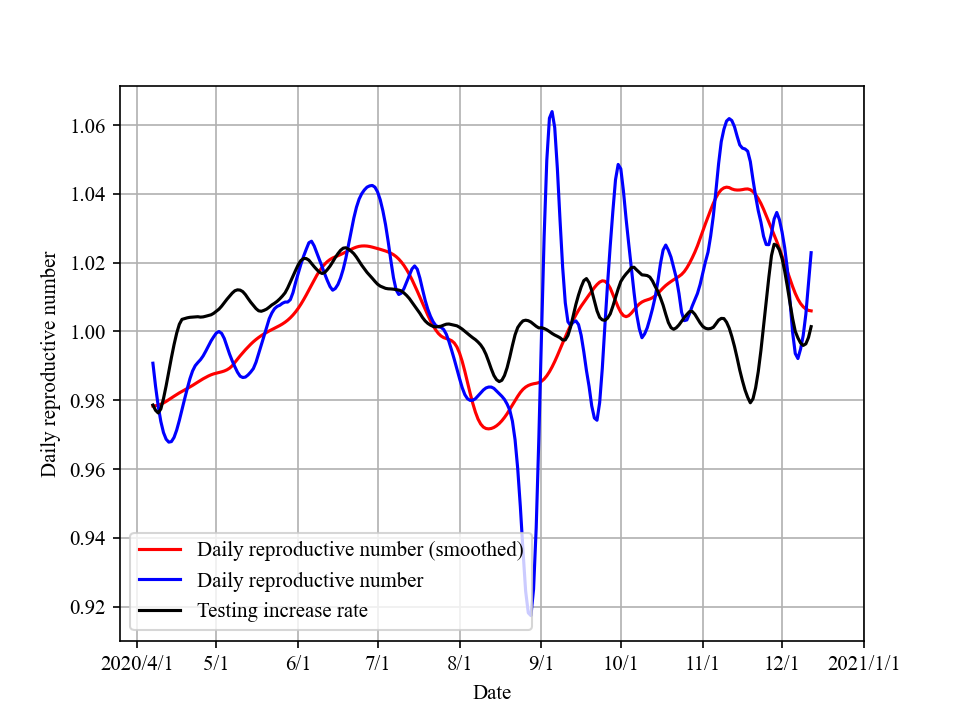 1.06
1.04
1.02
1.00
0.98
0.96
0.94
0.92
Daily reproductive number
Daily reproductive number (smoothed)
Daily reproductive number
Testing increase rate
2020/4/1 5/1 6/1 7/1 8/1 9/1 10/1 11/1 12/1 2021/1/1
Date